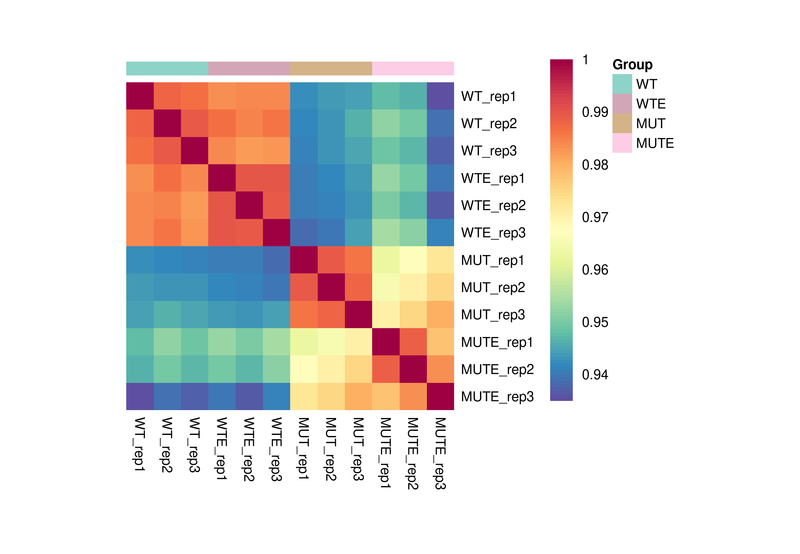 Group
WT
WTE
MUT
MUTE
1
0.99
0.98
0.97
0.96
0.95
0.94
WT_rep1
WT_rep2
WT_rep3
WTE_rep1
WTE_rep2
WTE_rep3
MUT_rep1
MUT_rep2
MUT_rep3
MUTE_rep1
MUTE_rep2
MUTE_rep3
WT_rep1
WT_rep2
WT_rep3
WTE_rep1
WTE_rep2
WTE_rep3
MUT_rep1
MUT_rep2
MUT_rep3
MUTE_rep1
MUTE_rep2
MUTE_rep3